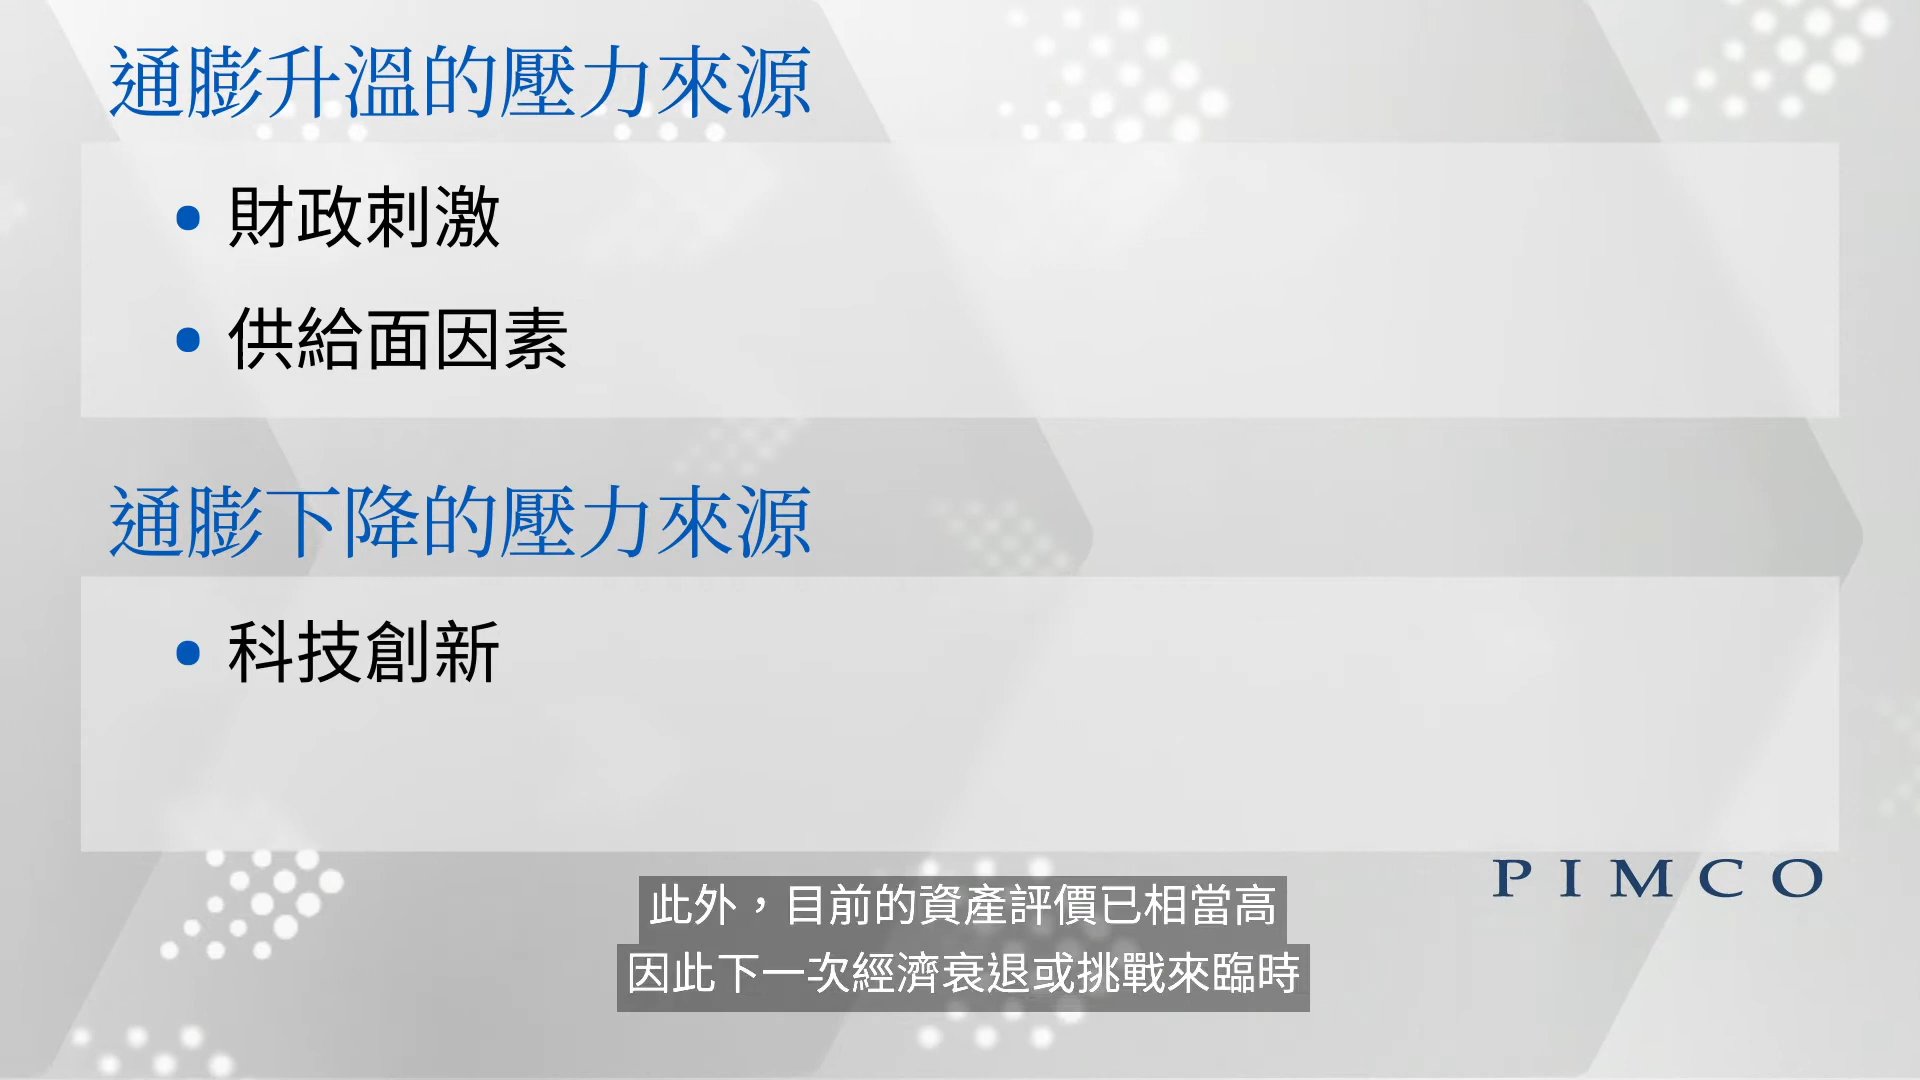 通膨升溫的壓力來源
• 財政刺激
• 供給面因素
通膨下降的壓力來源
• 科技創新
PIMCO
此外，目前的資產評價已相當高
因此下一次經濟衰退或挑戰來臨時